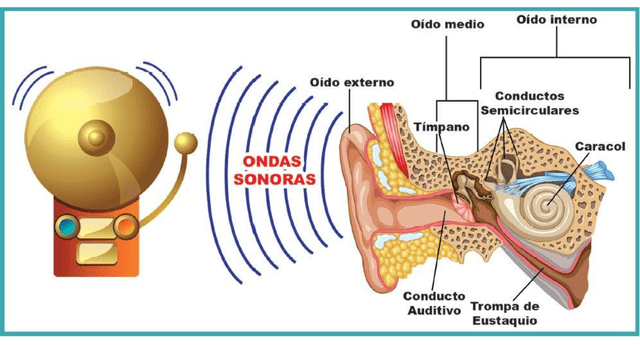 Oído medio
Oído interno
Oído externo
Conductos
Semicirculares
Tímpano
Caracol
ONDAS
SONORAS
Conducto
Auditivo
Trompa de
Eustaquio